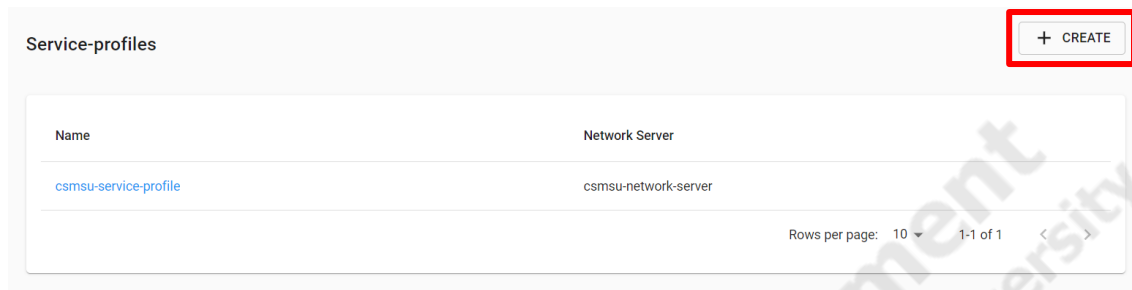 Service-profiles
+ CREATE
Name Network Server
csmsu-service-profile csmsu-network-server
Rows per page: 10 1-1 of 1